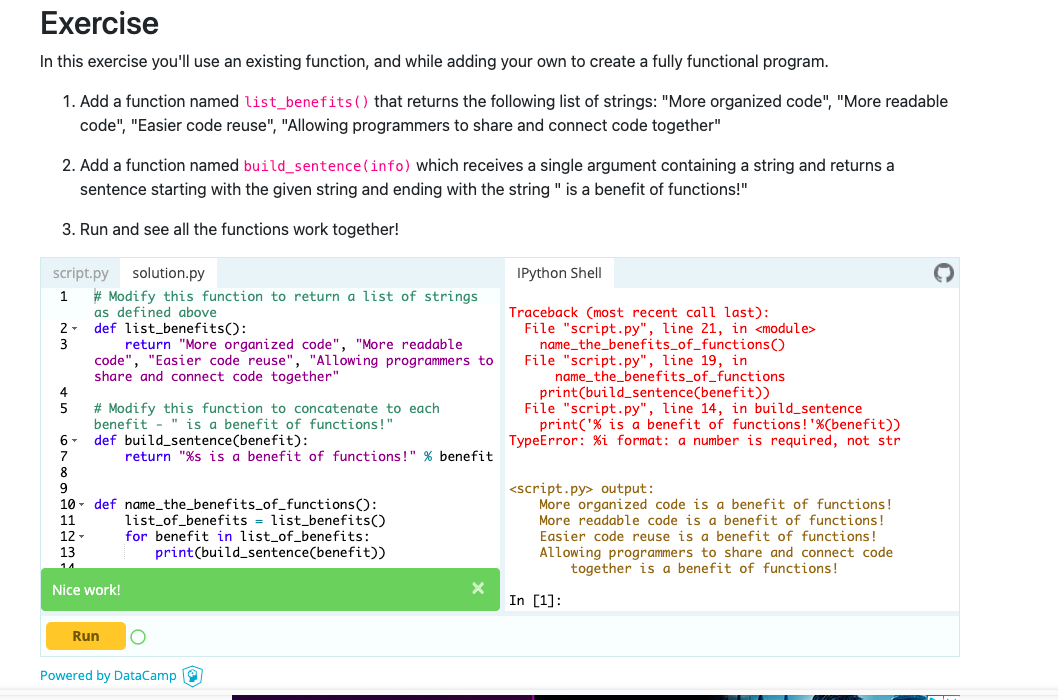 Exercise
In this exercise you'll use an existing function, and while adding your own to create a fully functional program.
1. Add a function named list_benefits() that returns the following list of strings: "More organized code", "More readable
code", "Easier code reuse", "Allowing programmers to share and connect code together"
2. Add a function named build_sentence(info) which receives a single argument containing a string and returns a
sentence starting with the given string and ending with the string " is a benefit of functions!"
3. Run and see all the functions work together!
script.py solution.py
1 # Modify this function to return a list of strings
as defined above
2 def list_benefits():
3 return "More organized code", "More readable
code", "Easier code reuse", "Allowing programmers to
share and connect code together"
4
5 # Modify this function to concatenate to each
benefit - " is a benefit of functions!"
6 def build_sentence(benefit):
7 return "%s is a benefit of functions!" % benefit
8
9
10 def name_the_benefits_of_functions():
11 list_of_benefits = list_benefits()
12 for benefit in list_of_benefits:
13 print(build_sentence(benefit))
14
Nice work! ×
Run
IPython Shell
Traceback (most recent call last):
File "script.py", line 21, in <module>
name_the_benefits_of_functions()
File "script.py", line 19, in
name_the_benefits_of_functions
print(build_sentence(benefit))
File "script.py", line 14, in build_sentence
print('% is a benefit of functions!'%(benefit))
TypeError: %i format: a number is required, not str
<script.py> output:
More organized code is a benefit of functions!
More readable code is a benefit of functions!
Easier code reuse is a benefit of functions!
Allowing programmers to share and connect code
together is a benefit of functions!
In [1]:
Powered by DataCamp